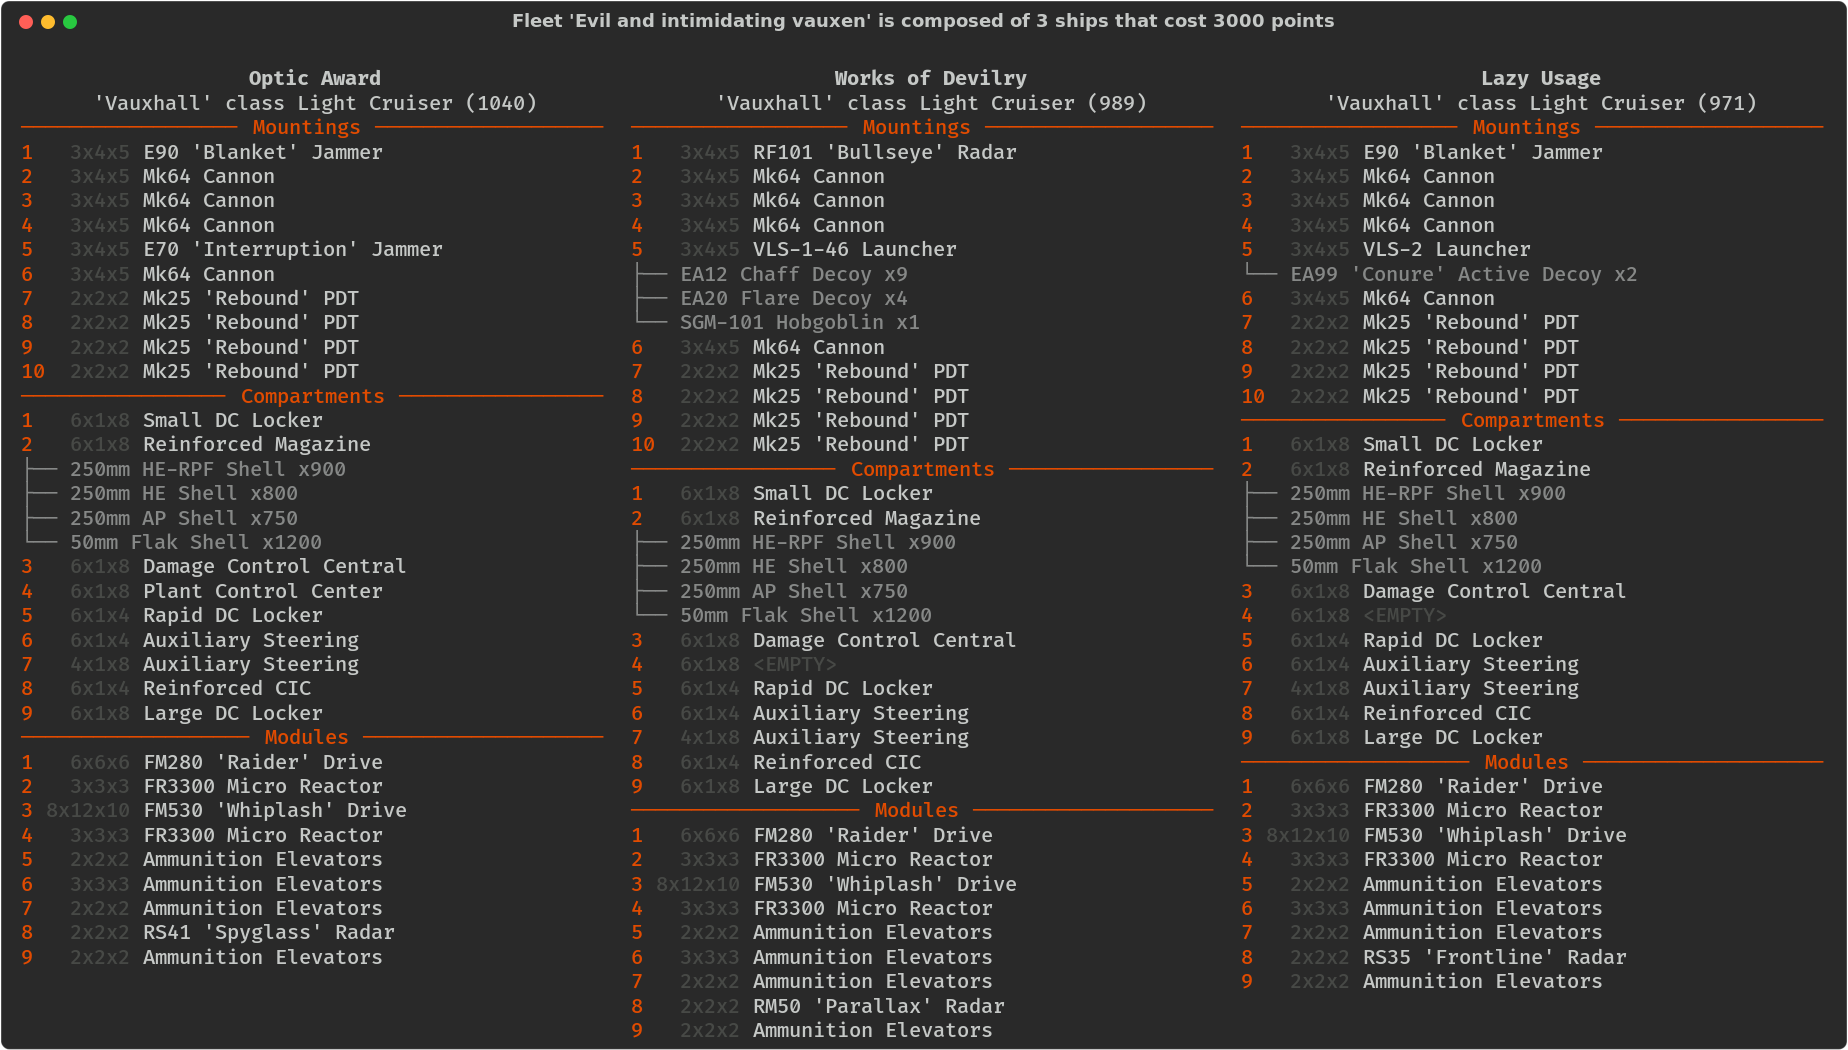 Fleet 'Evil and intimidating vauxen' is composed of 3 ships that cost 3000 points
Optic Award
'Vauxhall' class Light Cruiser (1040)
Mountings
1 3x4x5 E90 'Blanket' Jammer
2 3x4x5 Mk64 Cannon
3 3x4x5 Mk64 Cannon
4 3x4x5 Mk64 Cannon
5 3x4x5 E70 'Interruption' Jammer
6 3x4x5 Mk64 Cannon
7 2x2x2 Mk25 'Rebound' PDT
8 2x2x2 Mk25 'Rebound' PDT
9 2x2x2 Mk25 'Rebound' PDT
10 2x2x2 Mk25 'Rebound' PDT
Compartments
1 6x1x8 Small DC Locker
2 6x1x8 Reinforced Magazine
250mm HE-RPF Shell x900
250mm HE Shell x800
250mm AP Shell x750
50mm Flak Shell x1200
3 6x1x8 Damage Control Central
4 6x1x8 Plant Control Center
5 6x1x4 Rapid DC Locker
6 6x1x4 Auxiliary Steering
7 4x1x8 Auxiliary Steering
8 6x1x4 Reinforced CIC
9 6x1x8 Large DC Locker
Modules
1 6x6x6 FM280 'Raider' Drive
2 3x3x3 FR3300 Micro Reactor
3 8x12x10 FM530 'Whiplash' Drive
4 3x3x3 FR3300 Micro Reactor
5 2x2x2 Ammunition Elevators
6 3x3x3 Ammunition Elevators
7 2x2x2 Ammunition Elevators
8 2x2x2 RS41 'Spyglass' Radar
9 2x2x2 Ammunition Elevators
Works of Devilry
'Vauxhall' class Light Cruiser (989)
Mountings
1 3x4x5 RF101 'Bullseye' Radar
2 3x4x5 Mk64 Cannon
3 3x4x5 Mk64 Cannon
4 3x4x5 Mk64 Cannon
5 3x4x5 VLS-1-46 Launcher
EA12 Chaff Decoy x9
EA20 Flare Decoy x4
SGM-101 Hobgoblin x1
6 3x4x5 Mk64 Cannon
7 2x2x2 Mk25 'Rebound' PDT
8 2x2x2 Mk25 'Rebound' PDT
9 2x2x2 Mk25 'Rebound' PDT
10 2x2x2 Mk25 'Rebound' PDT
Compartments
1 6x1x8 Small DC Locker
2 6x1x8 Reinforced Magazine
250mm HE-RPF Shell x900
250mm HE Shell x800
250mm AP Shell x750
50mm Flak Shell x1200
3 6x1x8 Damage Control Central
4 6x1x8 <EMPTY>
5 6x1x4 Rapid DC Locker
6 6x1x4 Auxiliary Steering
7 4x1x8 Auxiliary Steering
8 6x1x4 Reinforced CIC
9 6x1x8 Large DC Locker
Modules
1 6x6x6 FM280 'Raider' Drive
2 3x3x3 FR3300 Micro Reactor
3 8x12x10 FM530 'Whiplash' Drive
4 3x3x3 FR3300 Micro Reactor
5 2x2x2 Ammunition Elevators
6 3x3x3 Ammunition Elevators
7 2x2x2 Ammunition Elevators
8 2x2x2 RM50 'Parallax' Radar
9 2x2x2 Ammunition Elevators
Lazy Usage
'Vauxhall' class Light Cruiser (971)
Mountings
1 3x4x5 E90 'Blanket' Jammer
2 3x4x5 Mk64 Cannon
3 3x4x5 Mk64 Cannon
4 3x4x5 Mk64 Cannon
5 3x4x5 VLS-2 Launcher
EA99 'Conure' Active Decoy x2
6 3x4x5 Mk64 Cannon
7 2x2x2 Mk25 'Rebound' PDT
8 2x2x2 Mk25 'Rebound' PDT
9 2x2x2 Mk25 'Rebound' PDT
10 2x2x2 Mk25 'Rebound' PDT
Compartments
1 6x1x8 Small DC Locker
2 6x1x8 Reinforced Magazine
250mm HE-RPF Shell x900
250mm HE Shell x800
250mm AP Shell x750
50mm Flak Shell x1200
3 6x1x8 Damage Control Central
4 6x1x8 <EMPTY>
5 6x1x4 Rapid DC Locker
6 6x1x4 Auxiliary Steering
7 4x1x8 Auxiliary Steering
8 6x1x4 Reinforced CIC
9 6x1x8 Large DC Locker
Modules
1 6x6x6 FM280 'Raider' Drive
2 3x3x3 FR3300 Micro Reactor
3 8x12x10 FM530 'Whiplash' Drive
4 3x3x3 FR3300 Micro Reactor
5 2x2x2 Ammunition Elevators
6 3x3x3 Ammunition Elevators
7 2x2x2 Ammunition Elevators
8 2x2x2 RS35 'Frontline' Radar
9 2x2x2 Ammunition Elevators